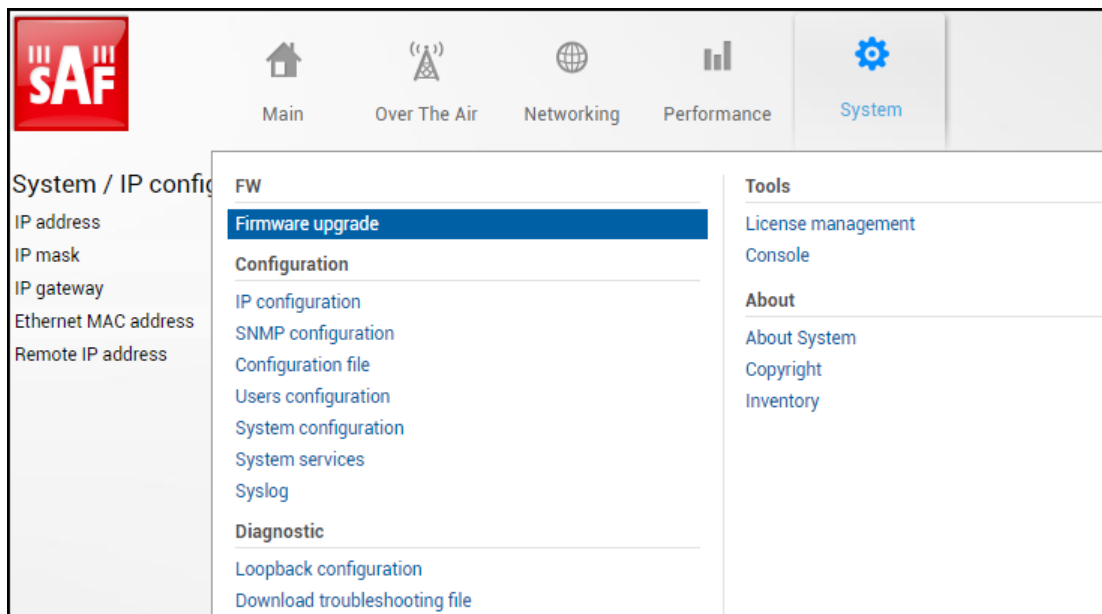 SAF
Main
Over The Air
Networking
Performance
System
System / IP config
IP address
IP mask
IP gateway
Ethernet MAC address
Remote IP address
FW
Firmware upgrade
Configuration
IP configuration
SNMP configuration
Configuration file
Users configuration
System configuration
System services
Syslog
Diagnostic
Loopback configuration
Download troubleshooting file
Tools
License management
Console
About
About System
Copyright
Inventory